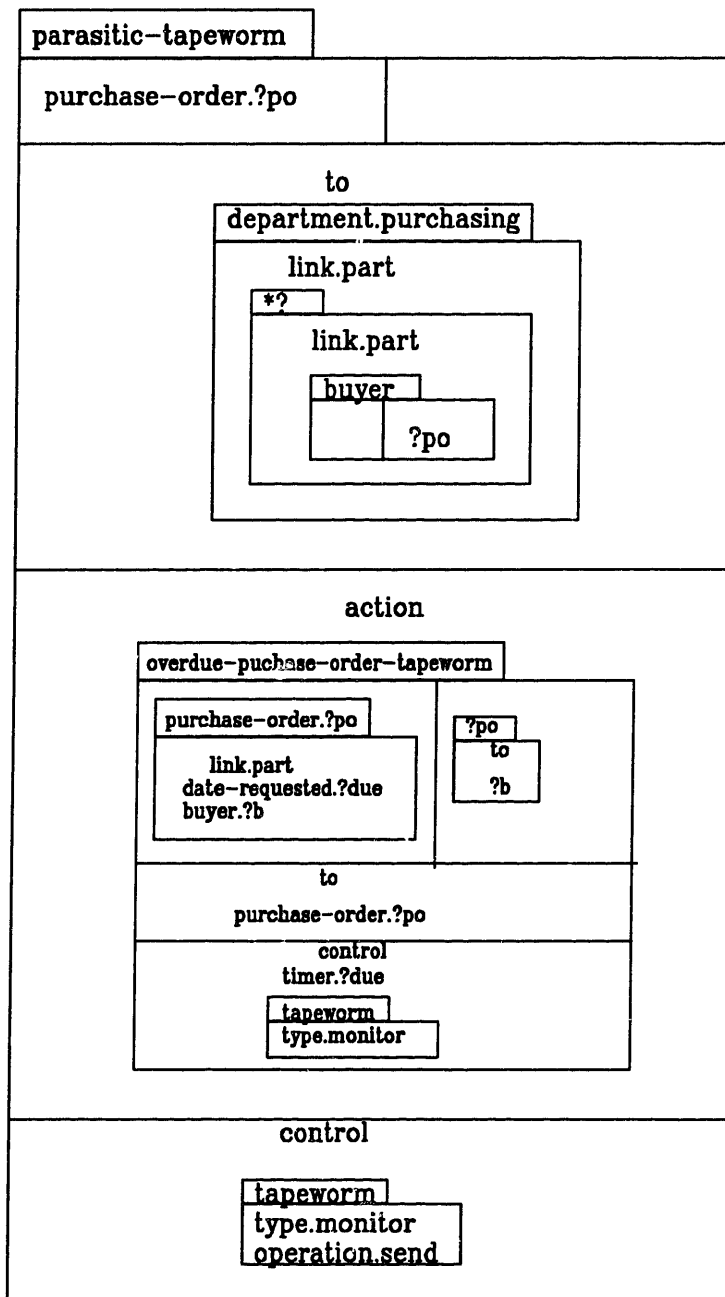 parasitic-tapeworm
purchase-order.?po
to
department.purchasing
link.part
*?
link.part
buyer
?po
action
overdue-puchase-order-tapeworm
purchase-order.?po
link.part
date-requested.?due
buyer.?b
?po
to
?b
to
purchase-order.?po
control
timer.?due
tapeworm
type.monitor
control
tapeworm
type.monitor
operation.send